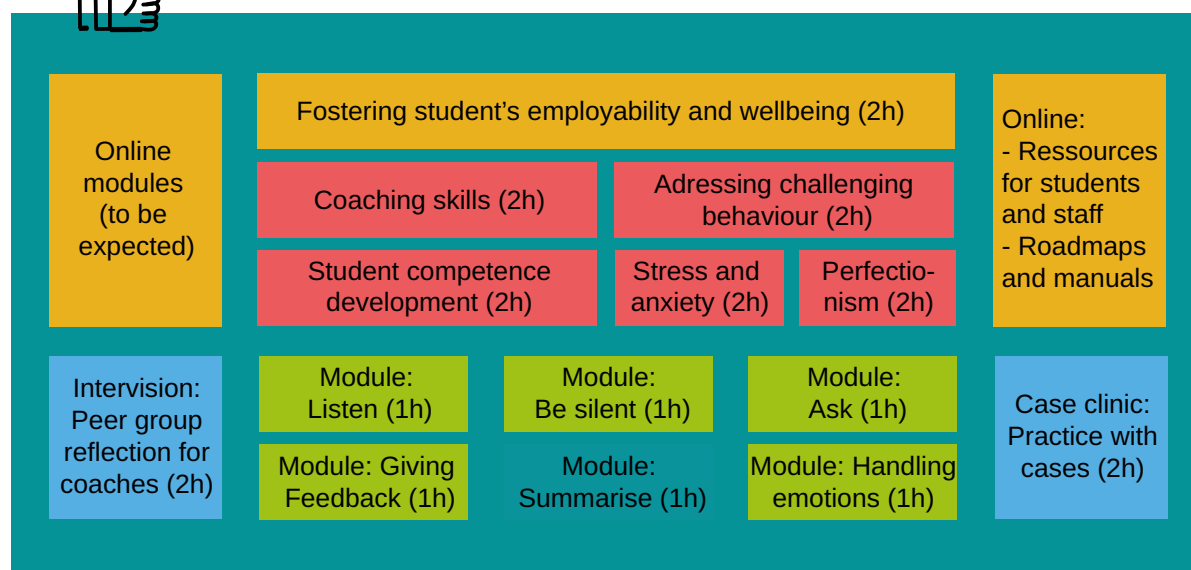 Online
modules
(to be
expected)
Fostering student’s employability and wellbeing (2h)
Coaching skills (2h)
Adressing challenging
behaviour (2h)
Student competence
development (2h)
Stress and
anxiety (2h)
Perfectio-
nism (2h)
Online:
- Ressources
for students
and staff
- Roadmaps
and manuals
Intervision:
Peer group
reflection for
coaches (2h)
Module:
Listen (1h)
Module:
Be silent (1h)
Module:
Ask (1h)
Module: Giving
Feedback (1h)
Module:
Summarise (1h)
Module: Handling
emotions (1h)
Case clinic:
Practice with
cases (2h)